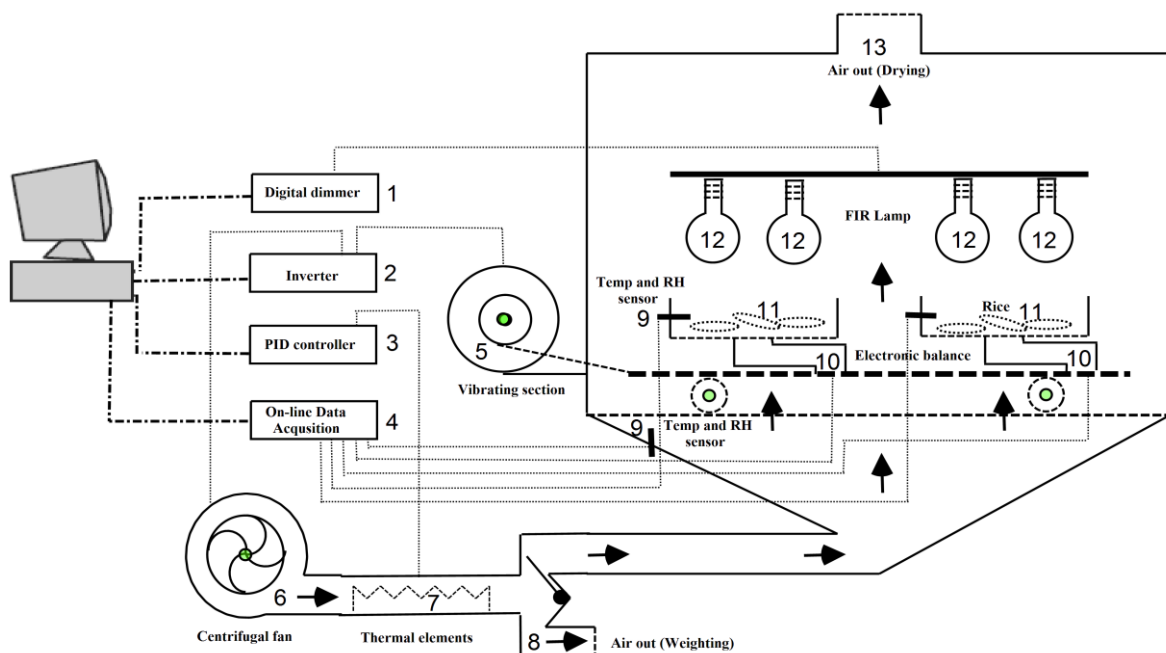 13
Air out (Drying)
Digital dimmer 1
FIR Lamp
12 12 12 12
Inverter 2
Temp and RH
sensor
9
11
Rice
11
PID controller 3
5
Vibrating section
10
Electronic balance
10
On-line Data
Acqusition
4
9
Temp and RH
sensor
6
7
Centrifugal fan
Thermal elements
8
Air out (Weighting)